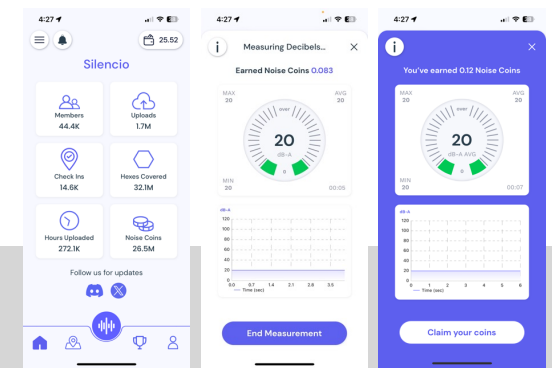 4:27
25.52
Silencio
Members
44.4K
Uploads
1.7M
Check Ins
14.6K
Hexes Covered
32.1M
Hours Uploaded
272.1K
Noise Coins
26.5M
Follow us for updates
4:27
i
Measuring Decibels...
Earned Noise Coins 0.083
MAX
20
AVG
20
over
20
dB-A
0
MIN
20
00:05
dB-A
120
100
80
60
40
20
0
0.0 0.7 1.4 2.1 2.8 3.5
Time (sec)
End Measurement
4:27
i
You've earned 0.12 Noise Coins
MAX
20
AVG
20
over
20
dB-A AVG
0
MIN
20
00:07
dB-A
120
100
80
60
40
20
0
0 1 2 3 4 5 6
Time (sec)
Claim your coins